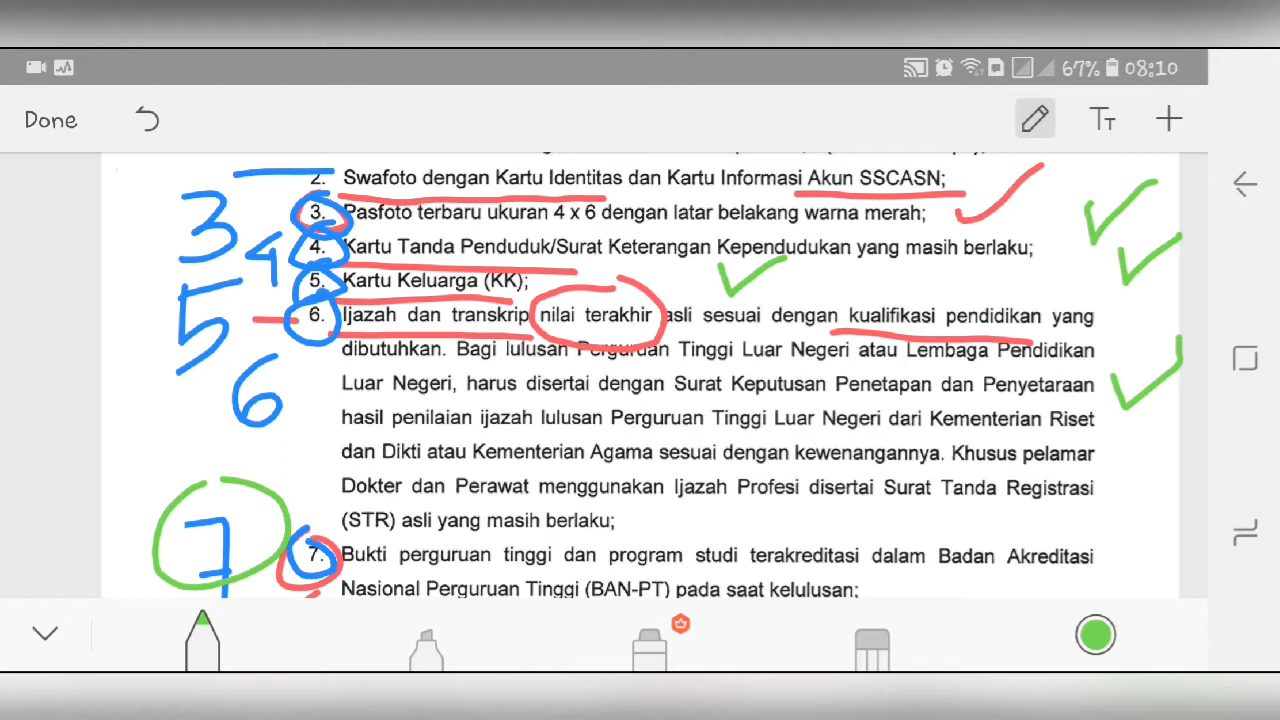 67% 08:10
Done
TT
2. Swafoto dengan Kartu Identitas dan Kartu Informasi Akun SSCASN;
3 3. Pasfoto terbaru ukuran 4 x 6 dengan latar belakang warna merah;
4 4. Kartu Tanda Penduduk/Surat Keterangan Kependudukan yang masih berlaku;
5. Kartu Keluarga (KK);
5 6. Ijazah dan transkrip nilai terakhir asli sesuai dengan kualifikasi pendidikan yang
dibutuhkan. Bagi lulusan Perguruan Tinggi Luar Negeri atau Lembaga Pendidikan
6 Luar Negeri, harus disertai dengan Surat Keputusan Penetapan dan Penyetaraan
hasil penilaian ijazah lulusan Perguruan Tinggi Luar Negeri dari Kementerian Riset
dan Dikti atau Kementerian Agama sesuai dengan kewenangannya. Khusus pelamar
Dokter dan Perawat menggunakan Ijazah Profesi disertai Surat Tanda Registrasi
(STR) asli yang masih berlaku;
7 7. Bukti perguruan tinggi dan program studi terakreditasi dalam Badan Akreditasi
Nasional Perguruan Tinggi (BAN-PT) pada saat kelulusan;